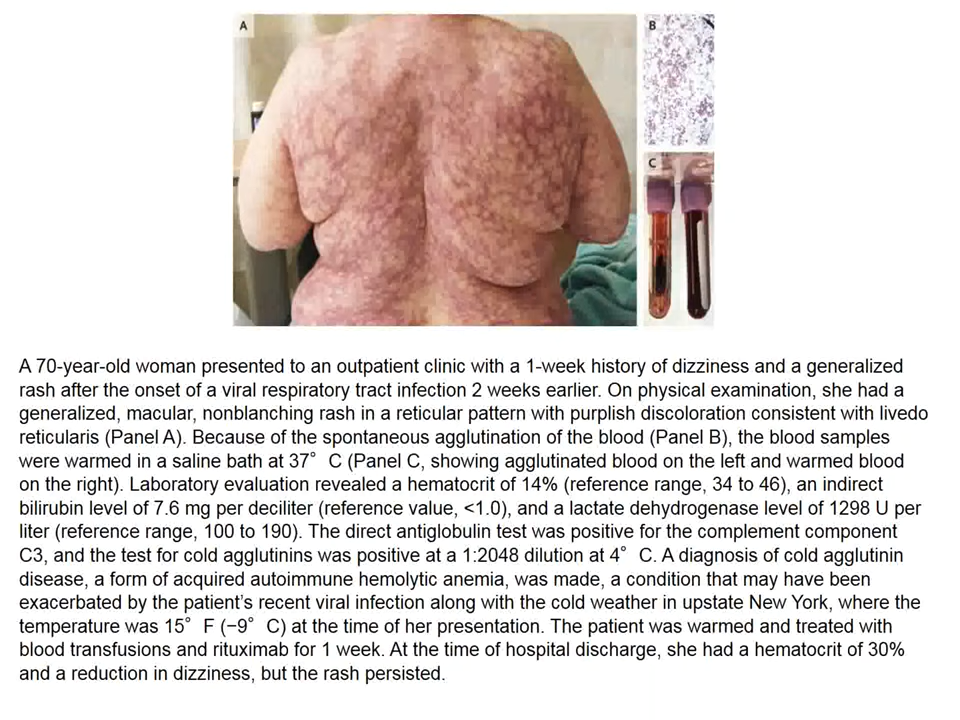 A
B
C
A 70-year-old woman presented to an outpatient clinic with a 1-week history of dizziness and a generalized
rash after the onset of a viral respiratory tract infection 2 weeks earlier. On physical examination, she had a
generalized, macular, nonblanching rash in a reticular pattern with purplish discoloration consistent with livedo
reticularis (Panel A). Because of the spontaneous agglutination of the blood (Panel B), the blood samples
were warmed in a saline bath at 37° C (Panel C, showing agglutinated blood on the left and warmed blood
on the right). Laboratory evaluation revealed a hematocrit of 14% (reference range, 34 to 46), an indirect
bilirubin level of 7.6 mg per deciliter (reference value, <1.0), and a lactate dehydrogenase level of 1298 U per
liter (reference range, 100 to 190). The direct antiglobulin test was positive for the complement component
C3, and the test for cold agglutinins was positive at a 1:2048 dilution at 4° C. A diagnosis of cold agglutinin
disease, a form of acquired autoimmune hemolytic anemia, was made, a condition that may have been
exacerbated by the patient's recent viral infection along with the cold weather in upstate New York, where the
temperature was 15° F (−9° C) at the time of her presentation. The patient was warmed and treated with
blood transfusions and rituximab for 1 week. At the time of hospital discharge, she had a hematocrit of 30%
and a reduction in dizziness, but the rash persisted.